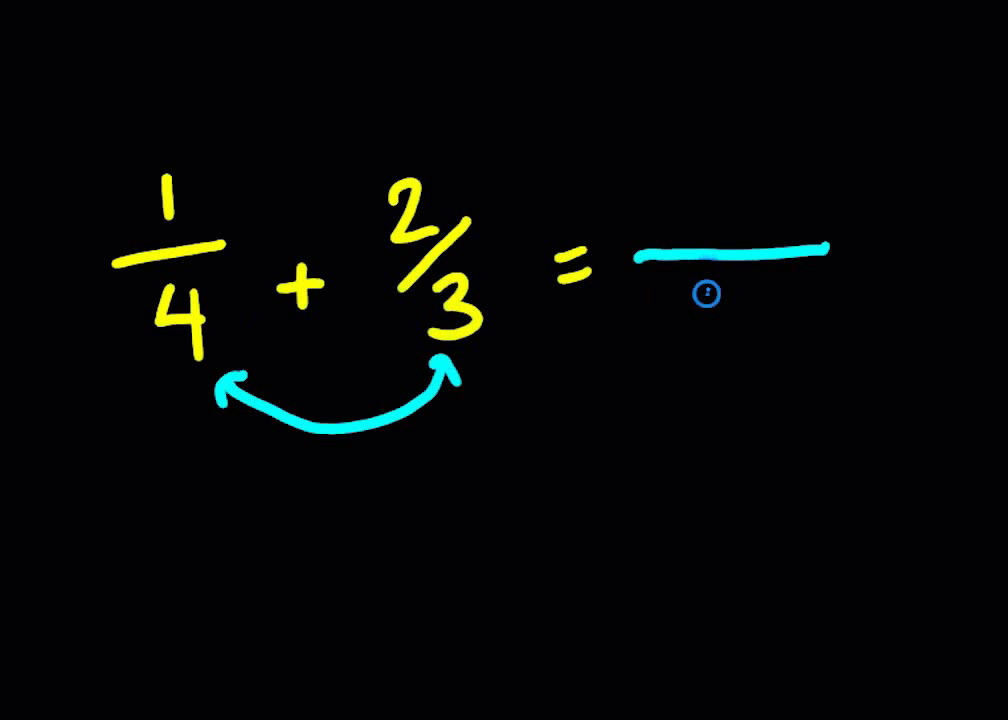 1/4 + 2/3 =